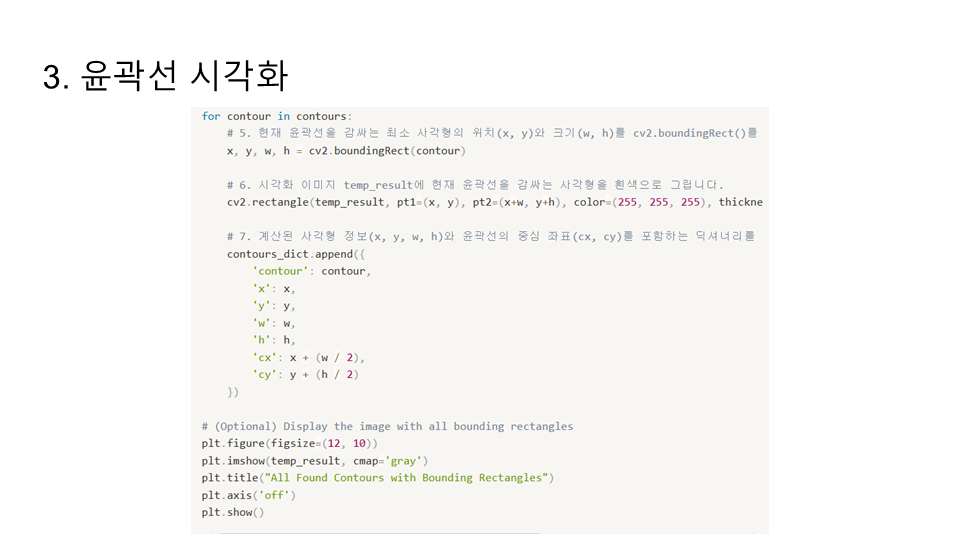 3. 윤곽선 시각화
for contour in contours:
# 5. 현재 윤곽선을 감싸는 최소 사각형의 위치(x, y)와 크기(w, h)를 cv2.boundingRect()를
x, y, w, h = cv2.boundingRect(contour)
# 6. 시각화 이미지 temp_result에 현재 윤곽선을 감싸는 사각형을 흰색으로 그립니다.
cv2.rectangle(temp_result, pt1=(x, y), pt2=(x+w, y+h), color=(255, 255, 255), thickne
# 7. 계산된 사각형 정보(x, y, w, h)와 윤곽선의 중심 좌표(cx, cy)를 포함하는 딕셔너리를
contours_dict.append({
'contour': contour,
'x': x,
'y': y,
'w': w,
'h': h,
'cx': x + (w / 2),
'cy': y + (h / 2)
})
# (Optional) Display the image with all bounding rectangles
plt.figure(figsize=(12, 10))
plt.imshow(temp_result, cmap='gray')
plt.title("All Found Contours with Bounding Rectangles")
plt.axis('off')
plt.show()